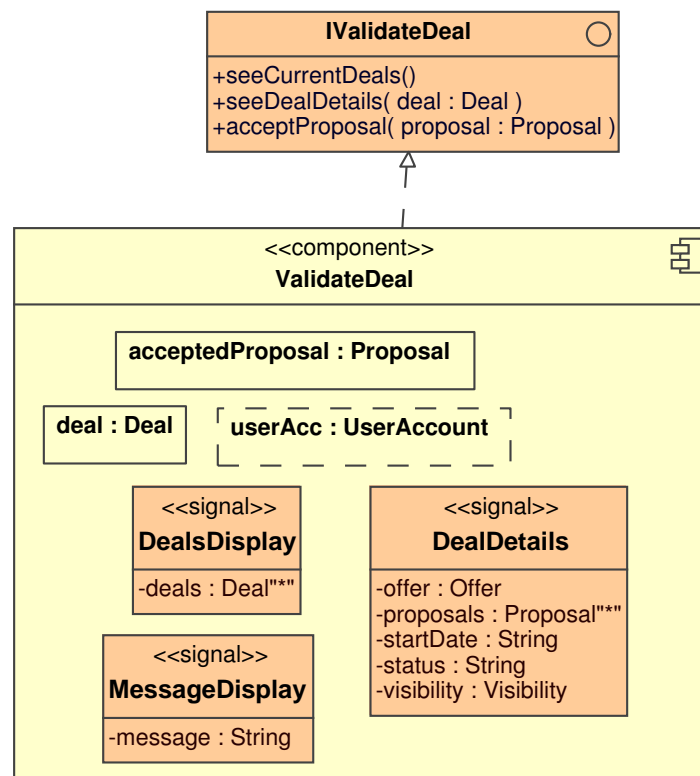 IValidateDeal
+seeCurrentDeals()
+seeDealDetails( deal : Deal )
+acceptProposal( proposal : Proposal )
<<component>>
ValidateDeal
acceptedProposal : Proposal
deal : Deal
userAcc : UserAccount
<<signal>>
DealsDisplay
-deals : Deal"*"
<<signal>>
DealDetails
-offer : Offer
-proposals : Proposal"*"
-startDate : String
-status : String
-visibility : Visibility
<<signal>>
MessageDisplay
-message : String